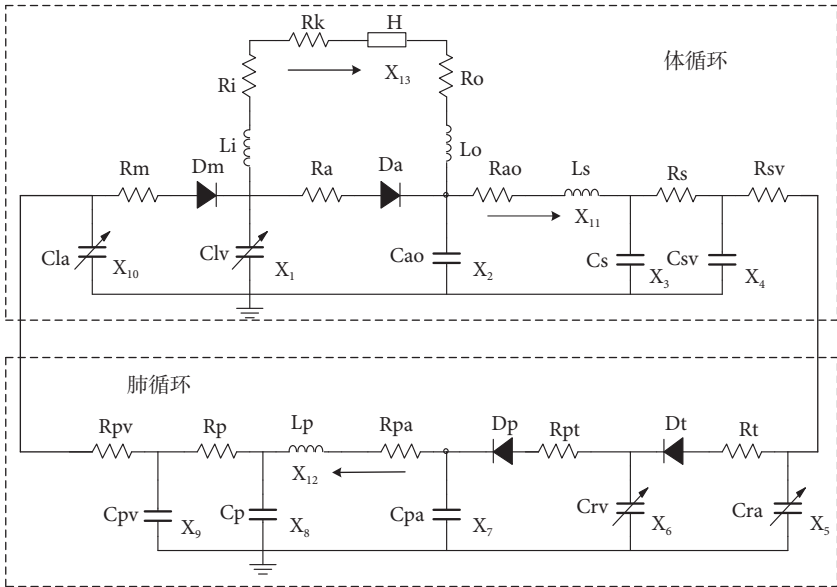 Rk
H
体循环
Ri
X₁₃
Ro
Li
Lo
Rm
Dm
Ra
Da
Rao
Ls
Rs
Rsv
X₁₁
Cla
X₁₀
Clv
X₁
Cao
X₂
Cs
X₃
Csv
X₄
肺循环
Rpv
Rp
Lp
Rpa
Dp
Rpt
Dt
Rt
X₁₂
Cpv
X₉
Cp
X₈
Cpa
X₇
Crv
X₆
Cra
X₅